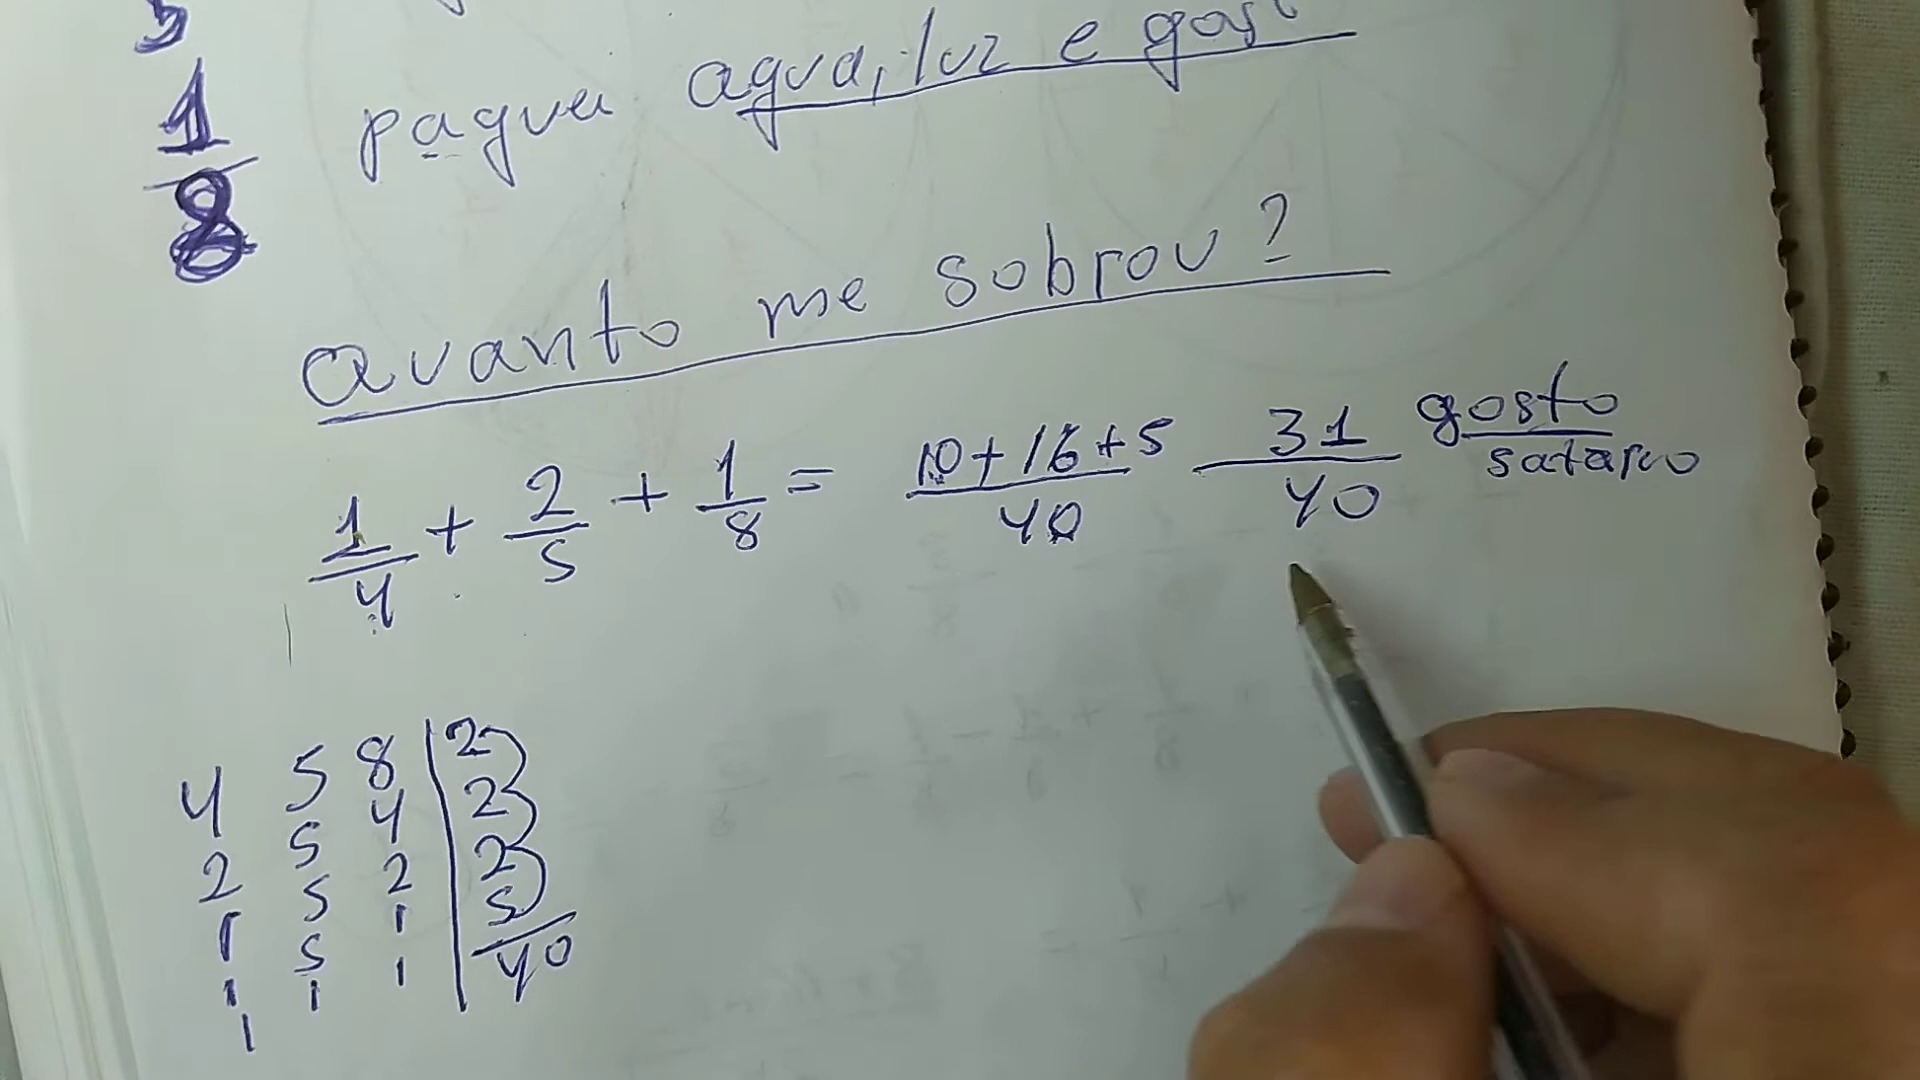 5
1/8 paguei agua, luz e gas
Quanto me sobrou?
1/4 + 2/5 + 1/8 = 10+16+5/40 31/40 gasto/salario
4 5 8 | 2
2 5 4 | 2
1 5 2 | 2
1 5 1 | 5
1 1 1 | 40